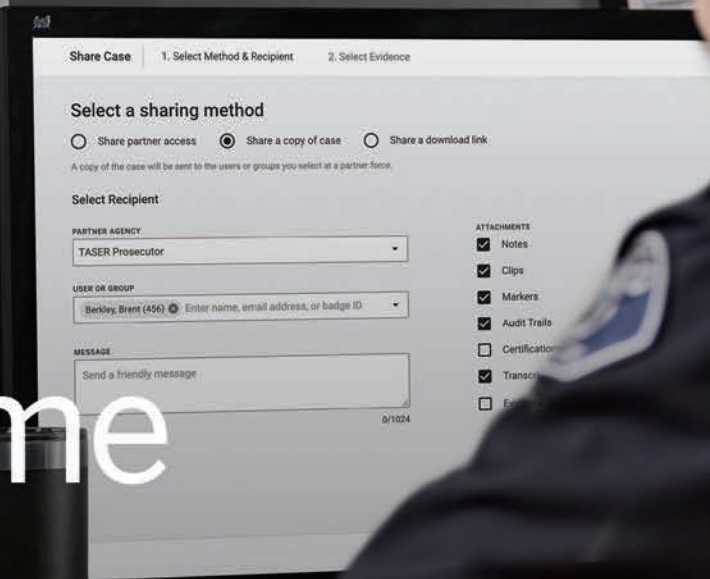 Share Case
1. Select Method & Recipient
2. Select Evidence
Select a sharing method
Share partner access
Share a copy of case
Share a download link
A copy of the case will be sent to the users or groups you select at a partner force.
Select Recipient
PARTNER AGENCY
TASER Prosecutor
USER OR GROUP
Berkley, Brent (456)
Enter name, email address, or badge ID
MESSAGE
Send a friendly message
0/1024
ATTACHMENTS
Notes
Clips
Markers
Audit Trails
Certification
me